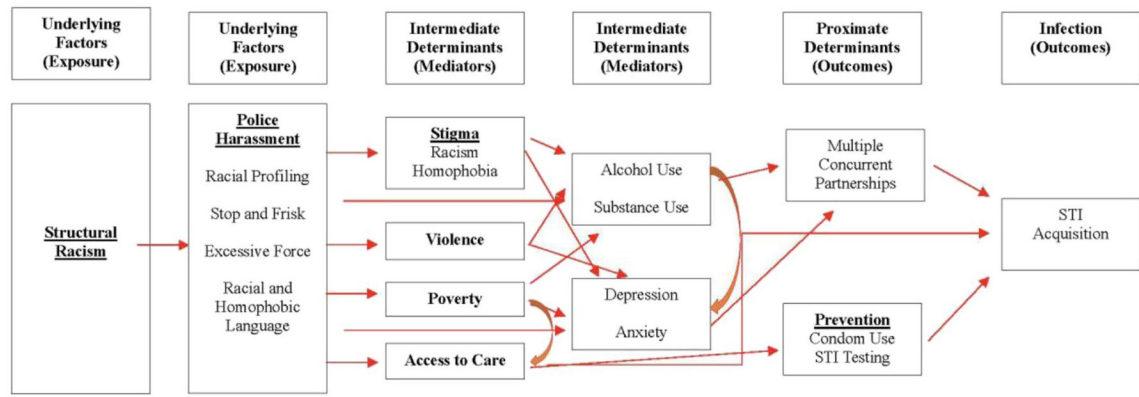 Underlying
Factors
(Exposure)
Underlying
Factors
(Exposure)
Intermediate
Determinants
(Mediators)
Intermediate
Determinants
(Mediators)
Proximate
Determinants
(Outcomes)
Infection
(Outcomes)
Structural
Racism
Police
Harassment
Racial Profiling
Stop and Frisk
Excessive Force
Racial and
Homophobic
Language
Stigma
Racism
Homophobia
Violence
Poverty
Access to Care
Alcohol Use
Substance Use
Depression
Anxiety
Multiple
Concurrent
Partnerships
Prevention
Condom Use
STI Testing
STI
Acquisition